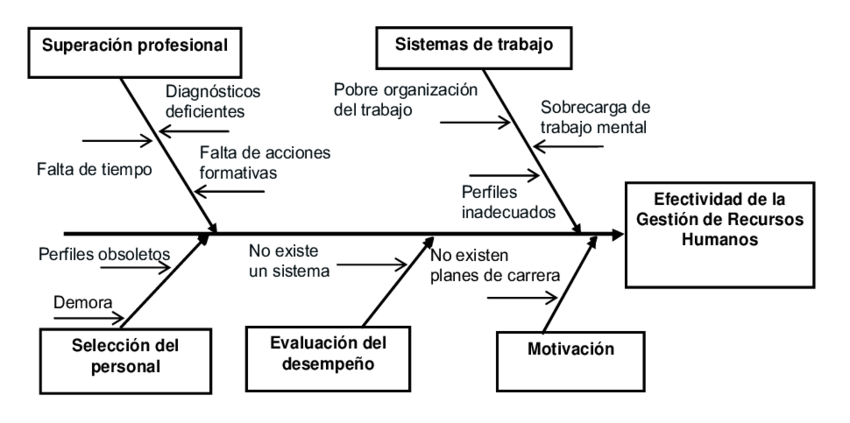 Superación profesional
Sistemas de trabajo
Diagnósticos
deficientes
Pobre organización
del trabajo
Sobrecarga de
trabajo mental
Falta de tiempo
Falta de acciones
formativas
Perfiles
inadecuados
Efectividad de la
Gestión de Recursos
Humanos
Perfiles obsoletos
No existe
un sistema
No existen
planes de carrera
Demora
Selección del
personal
Evaluación del
desempeño
Motivación